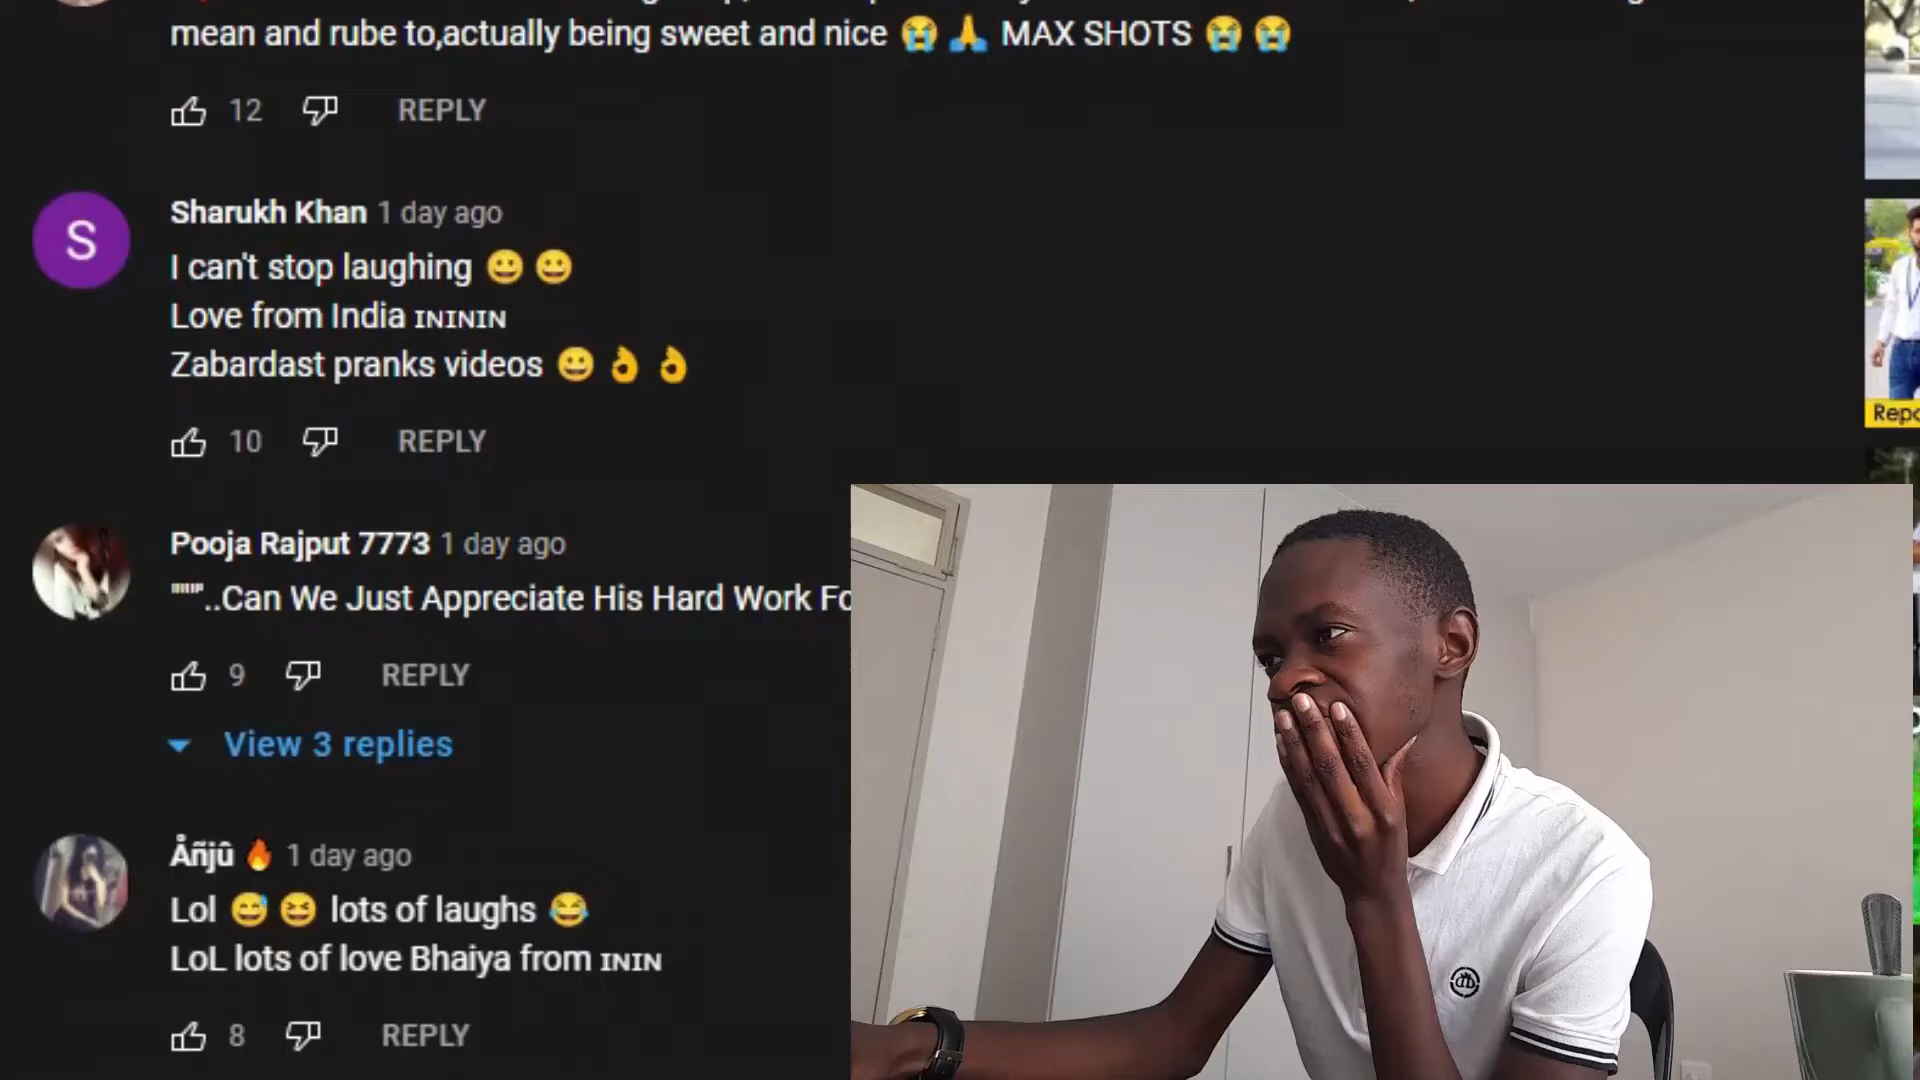 mean and rube to,actually being sweet and nice 😭 🙏 MAX SHOTS 😭 😭
12 REPLY
Sharukh Khan 1 day ago
I can't stop laughing 😀 😀
Love from India ɪɴɪɴɪɴ
Zabardast pranks videos 😀 👌 👌
10 REPLY
Pooja Rajput 7773 1 day ago
""""..Can We Just Appreciate His Hard Work Fo
9 REPLY
View 3 replies
Åñjû 🔥 1 day ago
Lol 😅 😆 lots of laughs 😂
LoL lots of love Bhaiya from ɪɴɪɴ
8 REPLY
S
Repo